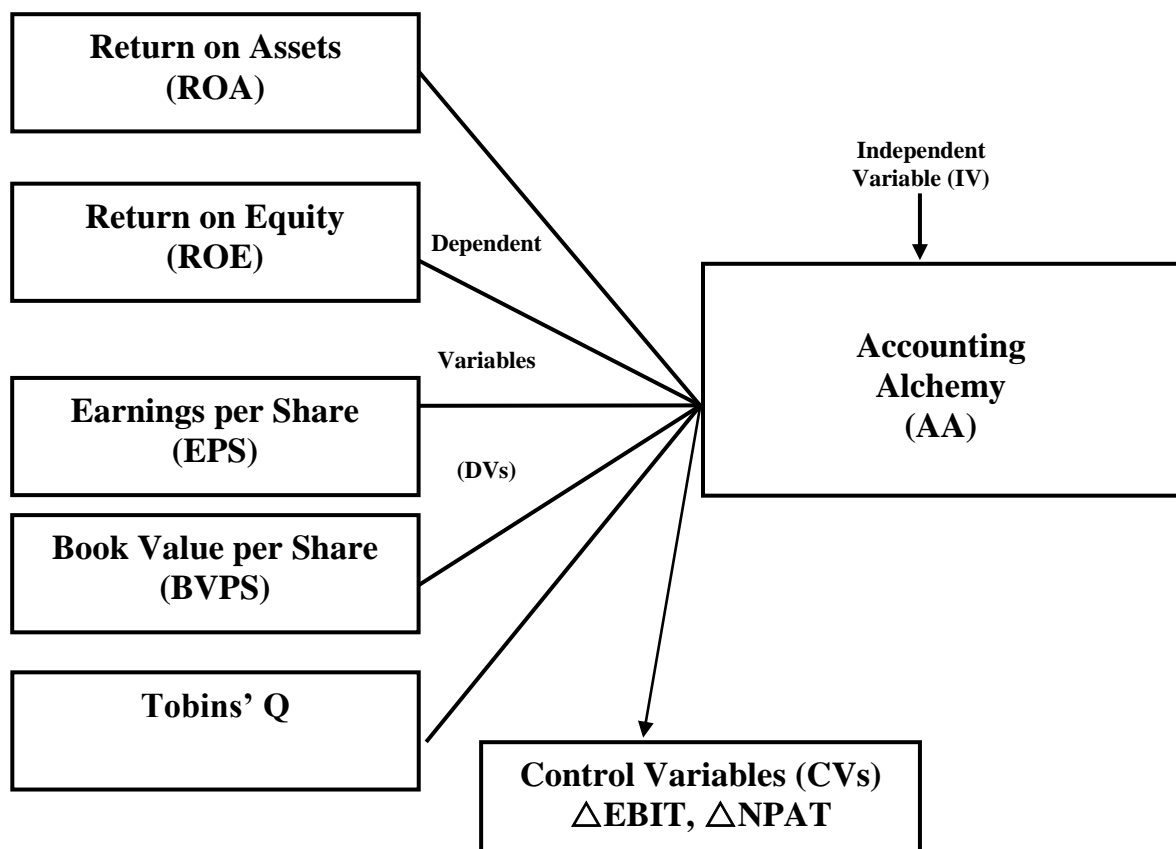 Return on Assets
(ROA)
Independent
Variable (IV)
Return on Equity
(ROE)
Dependent
Accounting
Alchemy
(AA)
Variables
Earnings per Share
(EPS)
(DVs)
Book Value per Share
(BVPS)
Tobins’ Q
Control Variables (CVs)
△EBIT, △NPAT